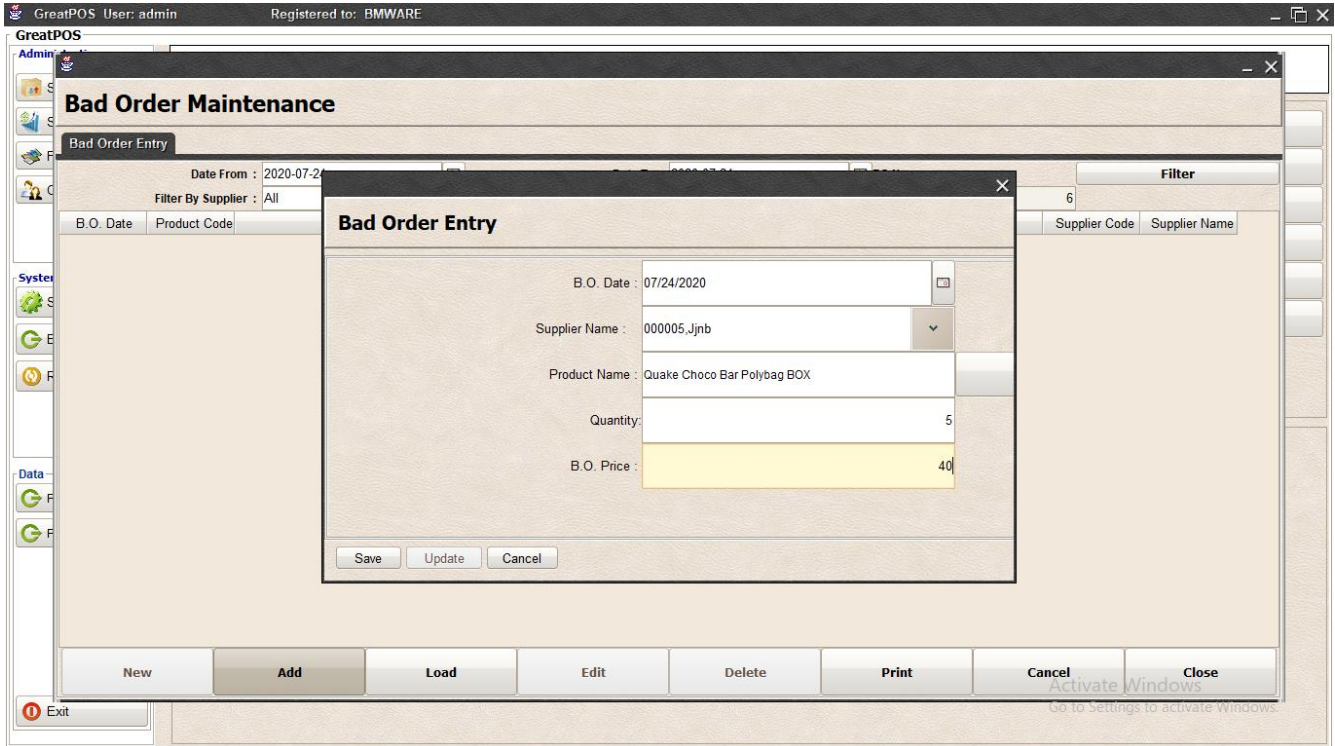 GreatPOS User: admin Registered to: BMWARE
GreatPOS
Bad Order Maintenance
Bad Order Entry
Date From : 2020-07-24
Filter
Filter By Supplier : All
6
B.O. Date Product Code Supplier Code Supplier Name
Bad Order Entry
B.O. Date : 07/24/2020
Supplier Name : 000005,Jjnb
Product Name : Quake Choco Bar Polybag BOX
Quantity: 5
B.O. Price : 40
Save Update Cancel
Data
New Add Load Edit Delete Print Cancel Close
Activate Windows
Go to Settings to activate Windows.
Exit